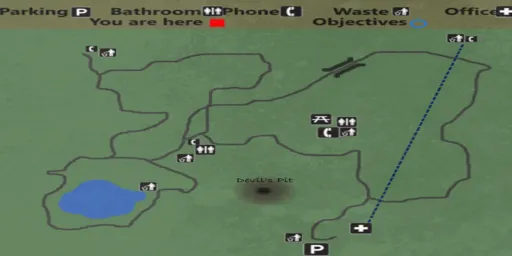 Parking P Bathroom Phone Waste Office
You are here Objectives
Devil's Pit
P